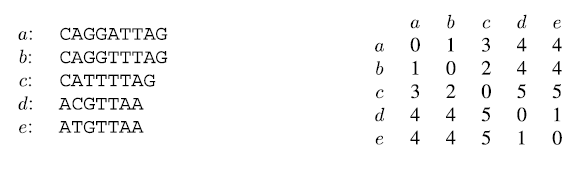 a: CAGGATTAG
b: CAGGTTTAG
c: CATTTTAG
d: ACGTTAA
e: ATGTTAA
a b c d e
a 0 1 3 4 4
b 1 0 2 4 4
c 3 2 0 5 5
d 4 4 5 0 1
e 4 4 5 1 0